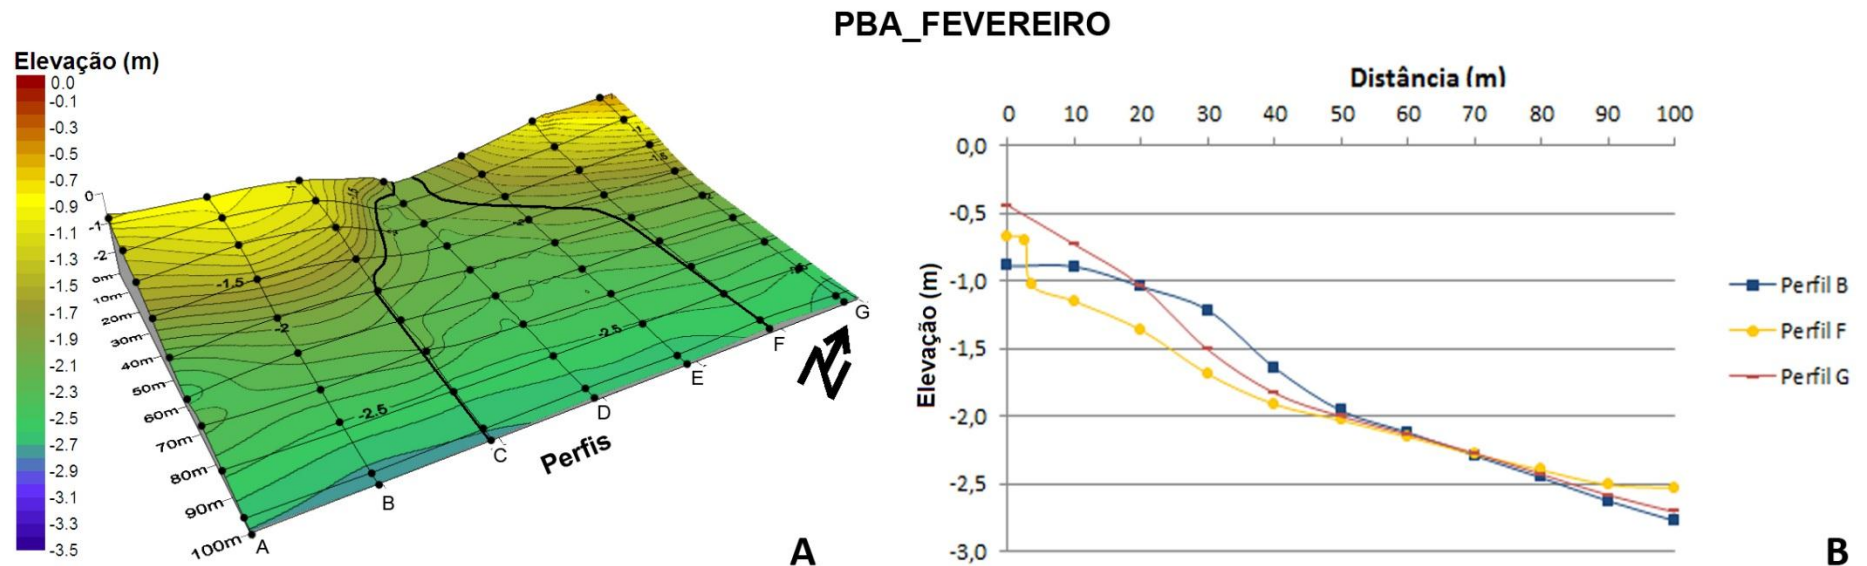 PBA_FEVEREIRO
Elevação (m)
0.0
-0.1
-0.3
-0.5
-0.7
-0.9
-1.1
-1.3
-1.5
-1.7
-1.9
-2.1
-2.3
-2.5
-2.7
-2.9
-3.1
-3.3
-3.5
0
-1
-2
0m
10m
20m
30m
40m
50m
60m
70m
80m
90m
100m
-1
-1.5
-1.5
-2
-2
-2.5
-2.5
A
B
C
D
E
F
G
Perfis
N
A
Distância (m)
0 10 20 30 40 50 60 70 80 90 100
0,0
-0,5
-1,0
-1,5
-2,0
-2,5
-3,0
Elevação (m)
Perfil B
Perfil F
Perfil G
B